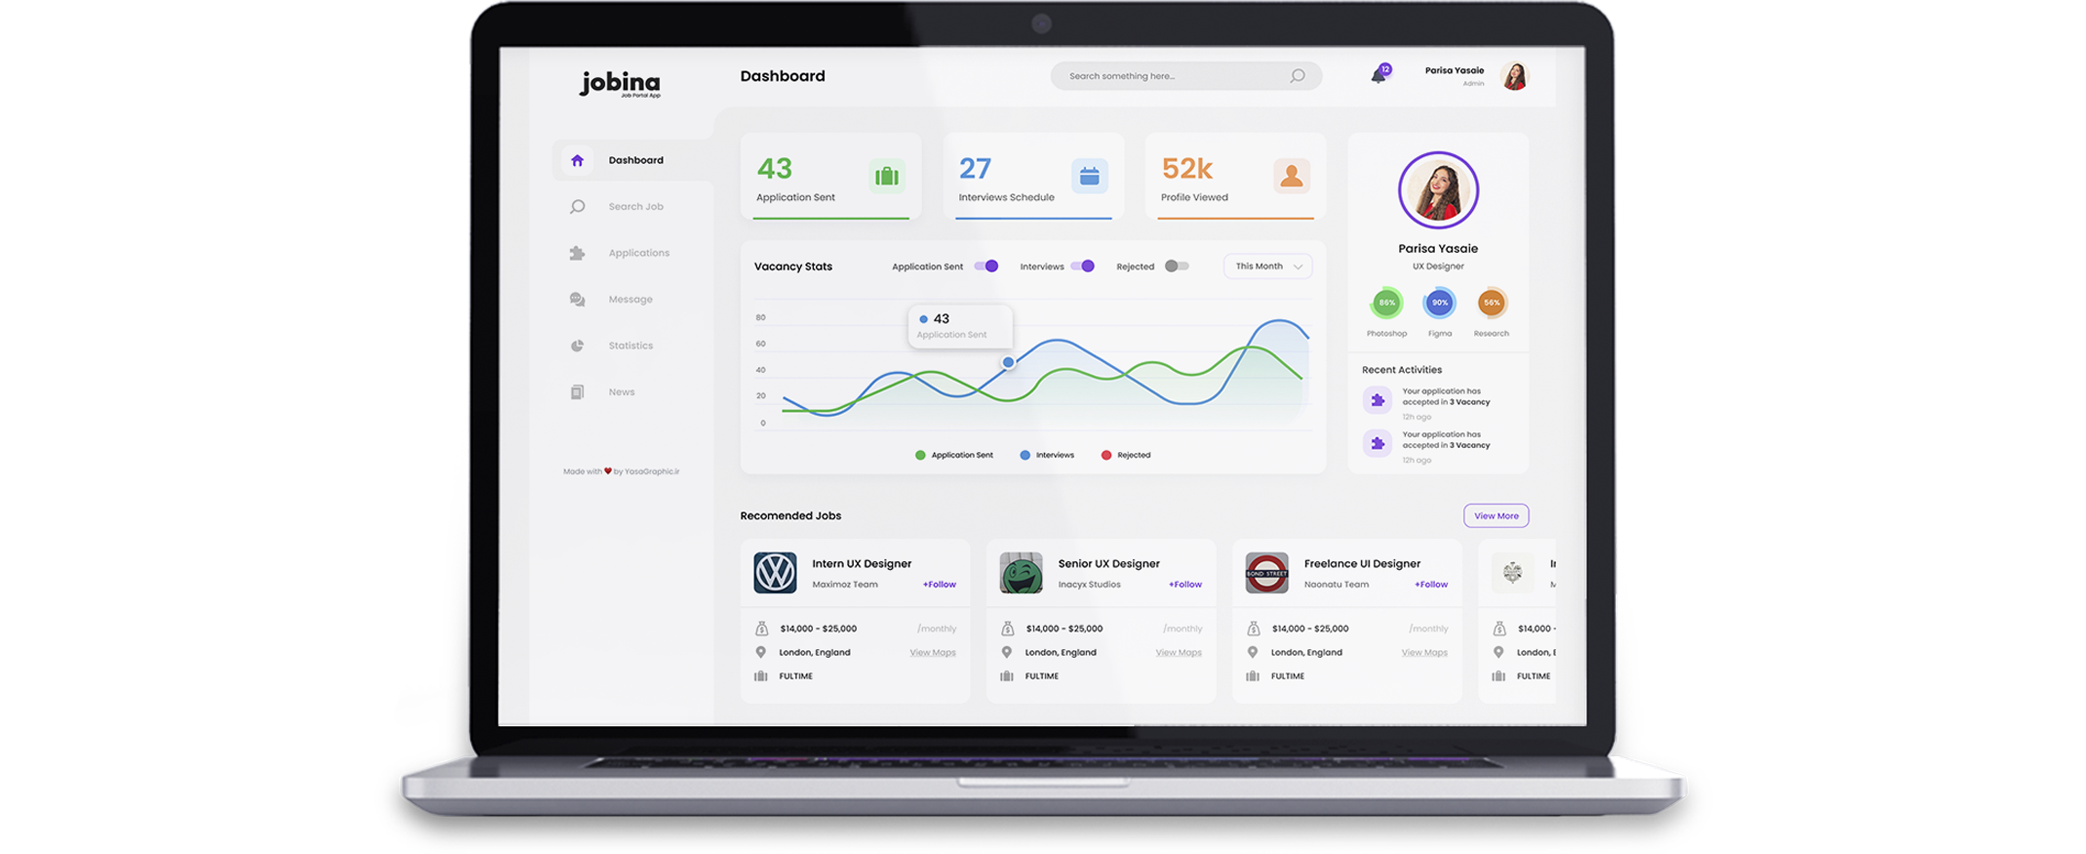 jobina
Job Portal App
Dashboard
Search something here...
12
Parisa Yasaie
Admin
Dashboard
Search Job
Applications
Message
Statistics
News
Made with ❤ by YasaGraphic.ir
43
Application Sent
27
Interviews Schedule
52k
Profile Viewed
Vacancy Stats
Application Sent
Interviews
Rejected
This Month
80
60
40
20
0
43
Application Sent
Application Sent
Interviews
Rejected
Parisa Yasaie
UX Designer
86%
90%
56%
Photoshop
Figma
Research
Recent Activities
Your application has
accepted in 3 Vacancy
12h ago
Your application has
accepted in 3 Vacancy
12h ago
Recomended Jobs
View More
Intern UX Designer
Maximoz Team
+Follow
$14,000 - $25,000
/monthly
London, England
View Maps
FULTIME
Senior UX Designer
Inacyx Studios
+Follow
$14,000 - $25,000
/monthly
London, England
View Maps
FULTIME
BOND STREET
Freelance UI Designer
Naonatu Team
+Follow
$14,000 - $25,000
/monthly
London, England
View Maps
FULTIME
$14,000 -
London, E
FULTIME